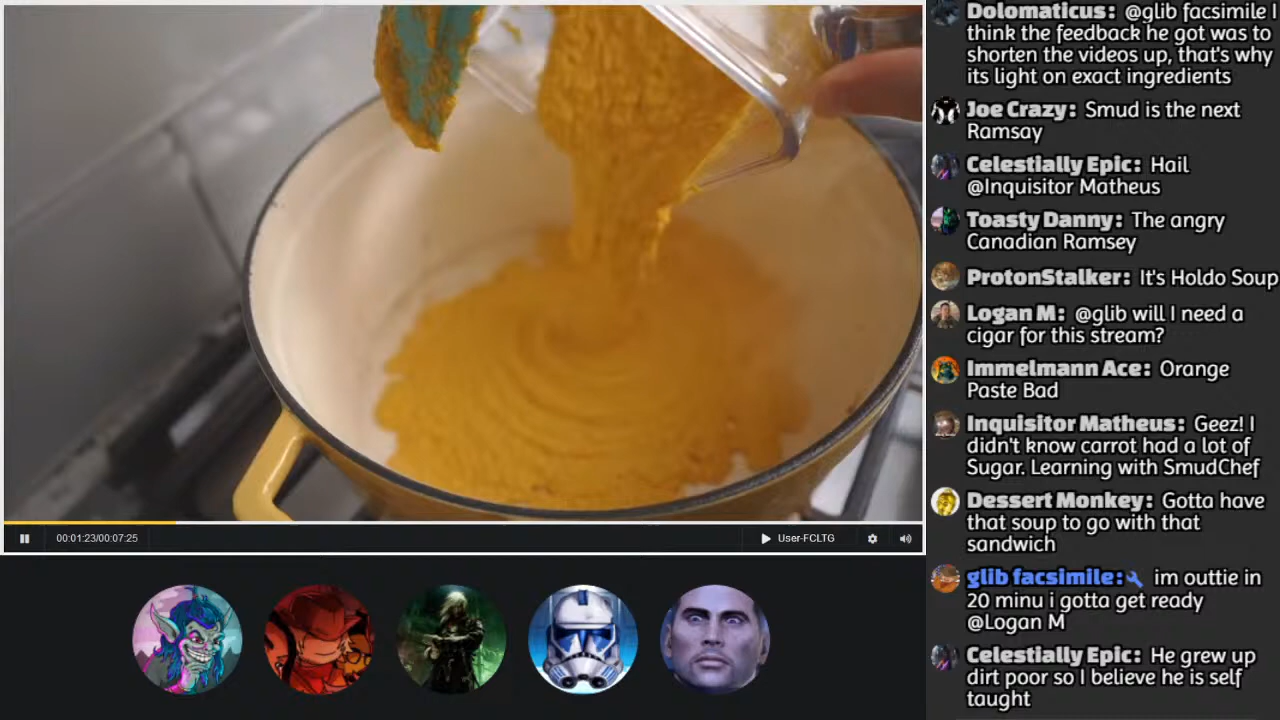 Dolomaticus: @glib facsimile I
think the feedback he got was to
shorten the videos up, that's why
its light on exact ingredients
Joe Crazy: Smud is the next
Ramsay
Celestially Epic: Hail
@Inquisitor Matheus
Toasty Danny: The angry
Canadian Ramsey
ProtonStalker: It's Holdo Soup
Logan M: @glib will I need a
cigar for this stream?
Immelmann Ace: Orange
Paste Bad
Inquisitor Matheus: Geez! I
didn't know carrot had a lot of
Sugar. Learning with SmudChef
Dessert Monkey: Gotta have
that soup to go with that
sandwich
glib facsimile: im outtie in
20 minu i gotta get ready
@Logan M
Celestially Epic: He grew up
dirt poor so I believe he is self
taught
00:01:23/00:07:25
User-FCLTG